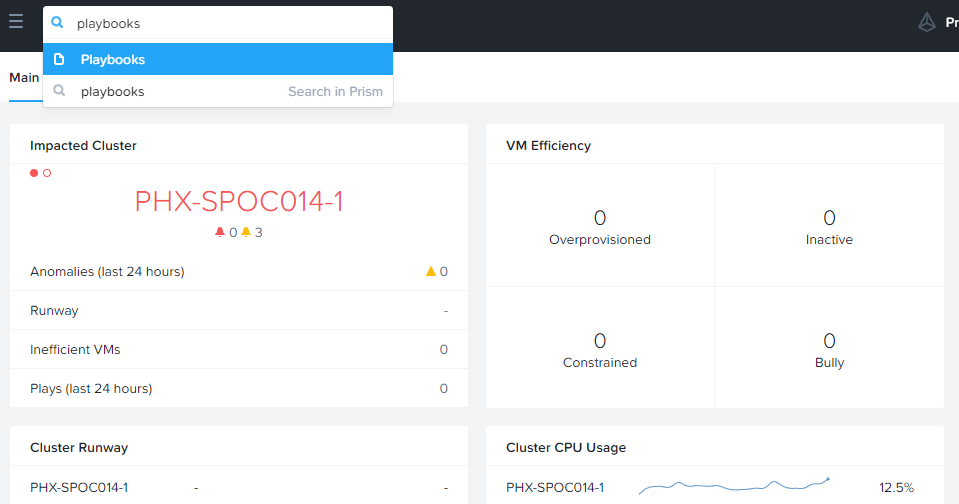 playbooks
Pr
Playbooks
playbooks Search in Prism
Main
Impacted Cluster
PHX-SPOC014-1
0 3
Anomalies (last 24 hours) 0
Runway -
Inefficient VMs 0
Plays (last 24 hours) 0
VM Efficiency
0
Overprovisioned
0
Inactive
0
Constrained
0
Bully
Cluster Runway
PHX-SPOC014-1 - -
Cluster CPU Usage
PHX-SPOC014-1 12.5%